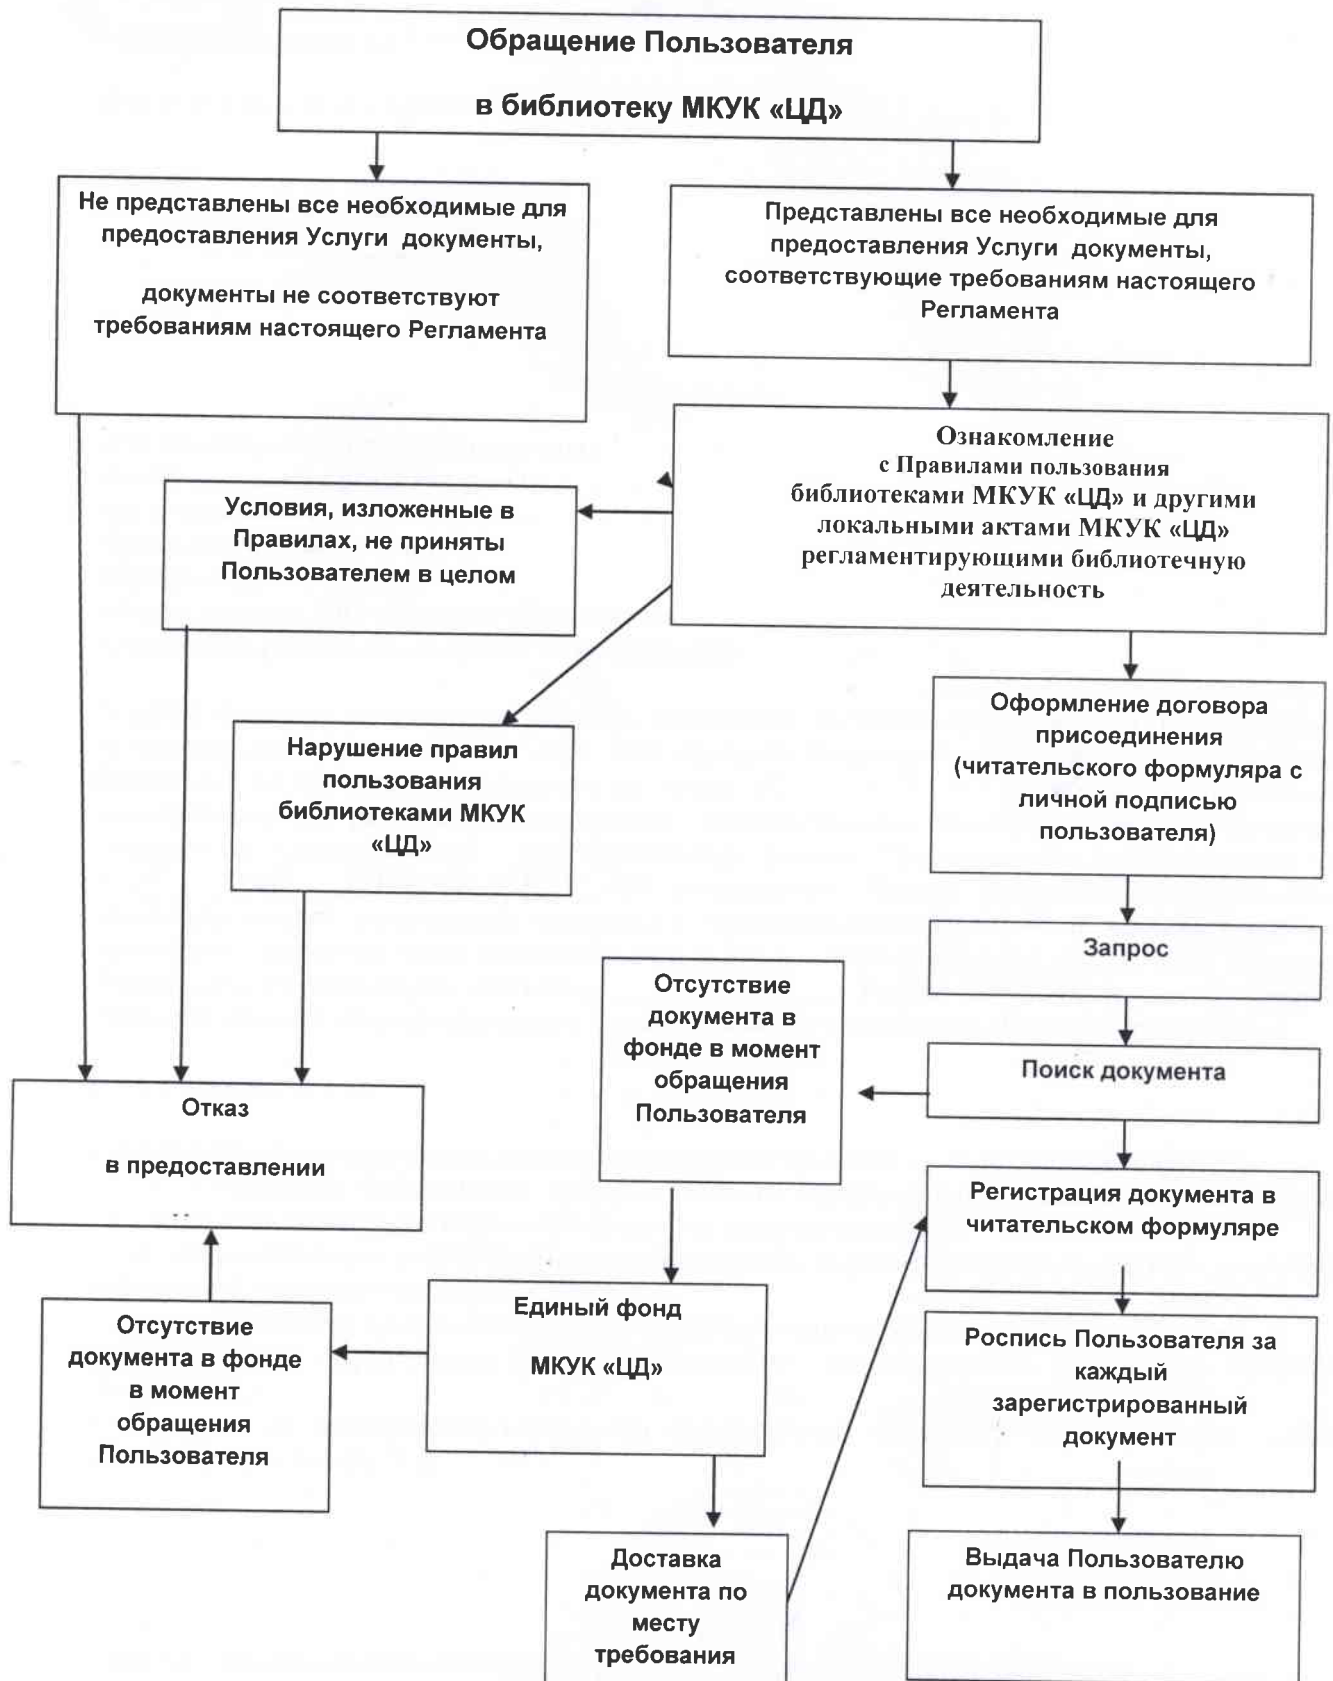 Обращение Пользователя
в библиотеку МКУК «ЦД»
Не представлены все необходимые для
предоставления Услуги документы,
документы не соответствуют
требованиям настоящего Регламента
Представлены все необходимые для
предоставления Услуги документы,
соответствующие требованиям настоящего
Регламента
Ознакомление
с Правилами пользования
библиотеками МКУК «ЦД» и другими
локальными актами МКУК «ЦД»
регламентирующими библиотечную
деятельность
Условия, изложенные в
Правилах, не приняты
Пользователем в целом
Оформление договора
присоединения
(читательского формуляра с
личной подписью
пользователя)
Нарушение правил
пользования
библиотеками МКУК
«ЦД»
Запрос
Отсутствие
документа в
фонде в момент
обращения
Пользователя
Поиск документа
Отказ
в предоставлении
Регистрация документа в
читательском формуляре
Единый фонд
МКУК «ЦД»
Отсутствие
документа в фонде
в момент
обращения
Пользователя
Роспись Пользователя за
каждый
зарегистрированный
документ
Доставка
документа по
месту
требования
Выдача Пользователю
документа в пользование